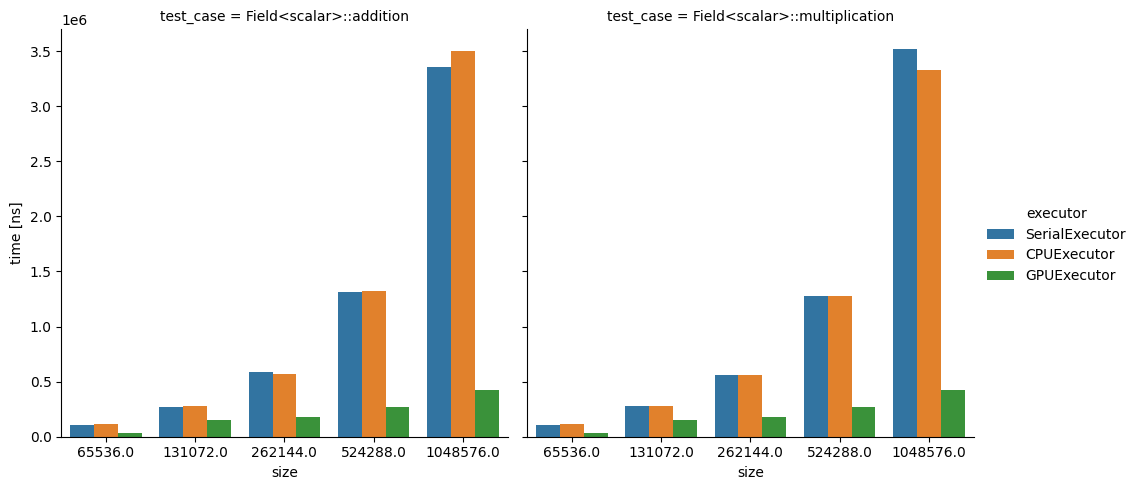 test_case = Field<scalar>::addition
test_case = Field<scalar>::multiplication
1e6
3.5
3.0
2.5
2.0
1.5
1.0
0.5
0.0
time [ns]
65536.0 131072.0 262144.0 524288.0 1048576.0
size
65536.0 131072.0 262144.0 524288.0 1048576.0
size
executor
SerialExecutor
CPUExecutor
GPUExecutor